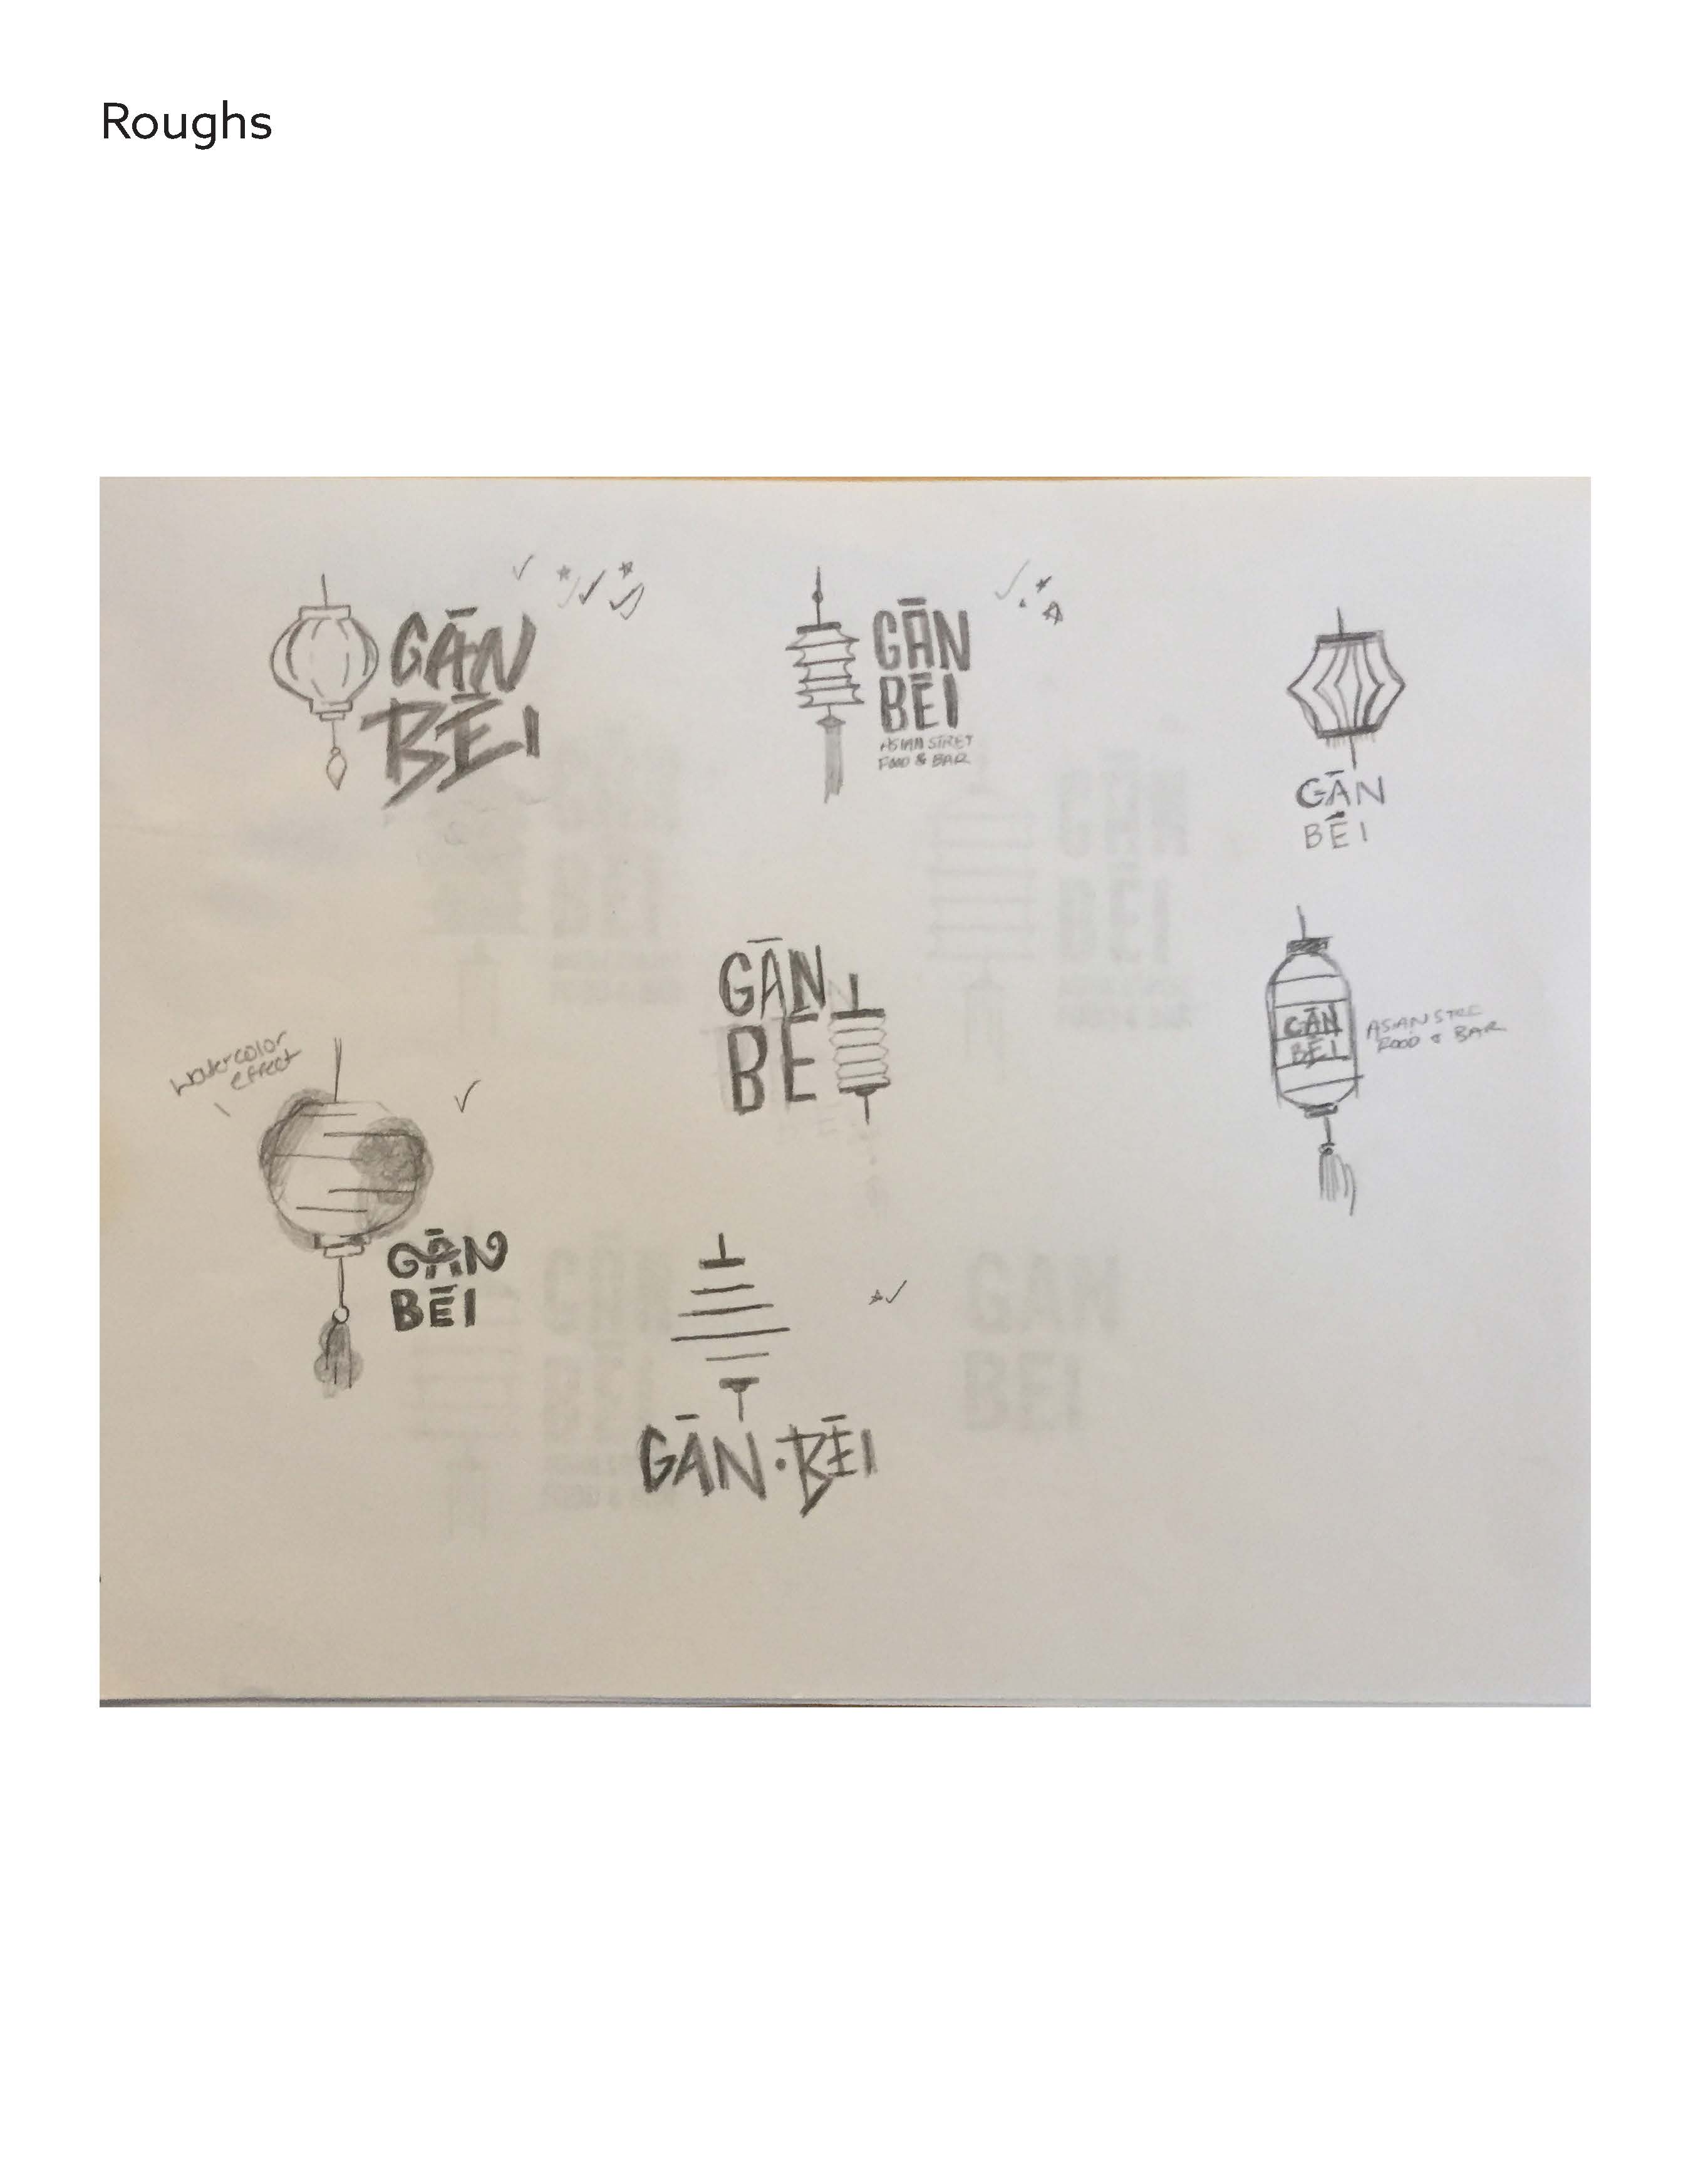 Roughs
GĀN
BĒI
GĀN
BĒI
ASIAN STRET
FOOD & BAR
GĀN
BĒI
GĀN
BE
GĀN
BĒI
ASIAN STRE
FOOD & BAR
watercolor
effect
GĀN
BĒI
GĀN·BĒI